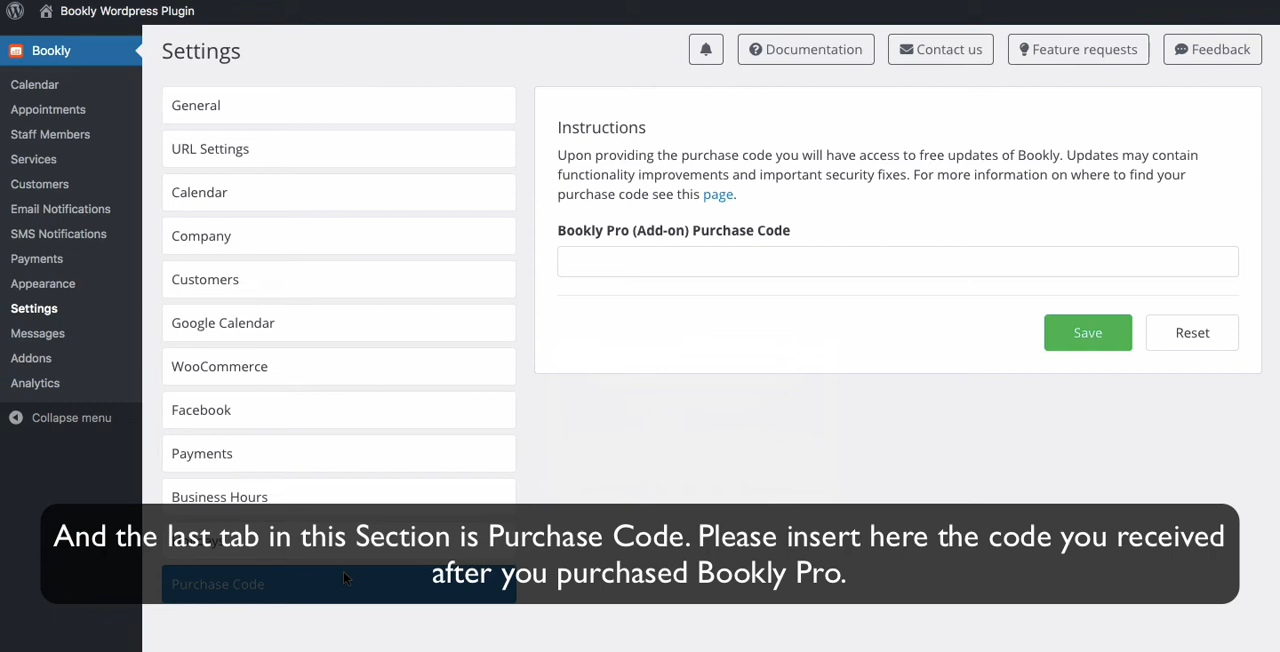 Bookly Wordpress Plugin
Bookly
Settings
Documentation
Contact us
Feature requests
Feedback
Calendar
Appointments
Staff Members
Services
Customers
Email Notifications
SMS Notifications
Payments
Appearance
Settings
Messages
Addons
Analytics
Collapse menu
General
URL Settings
Calendar
Company
Customers
Google Calendar
WooCommerce
Facebook
Payments
Business Hours
Purchase Code
Instructions
Upon providing the purchase code you will have access to free updates of Bookly. Updates may contain
functionality improvements and important security fixes. For more information on where to find your
purchase code see this page.
Bookly Pro (Add-on) Purchase Code
Save
Reset
And the last tab in this Section is Purchase Code. Please insert here the code you received
after you purchased Bookly Pro.